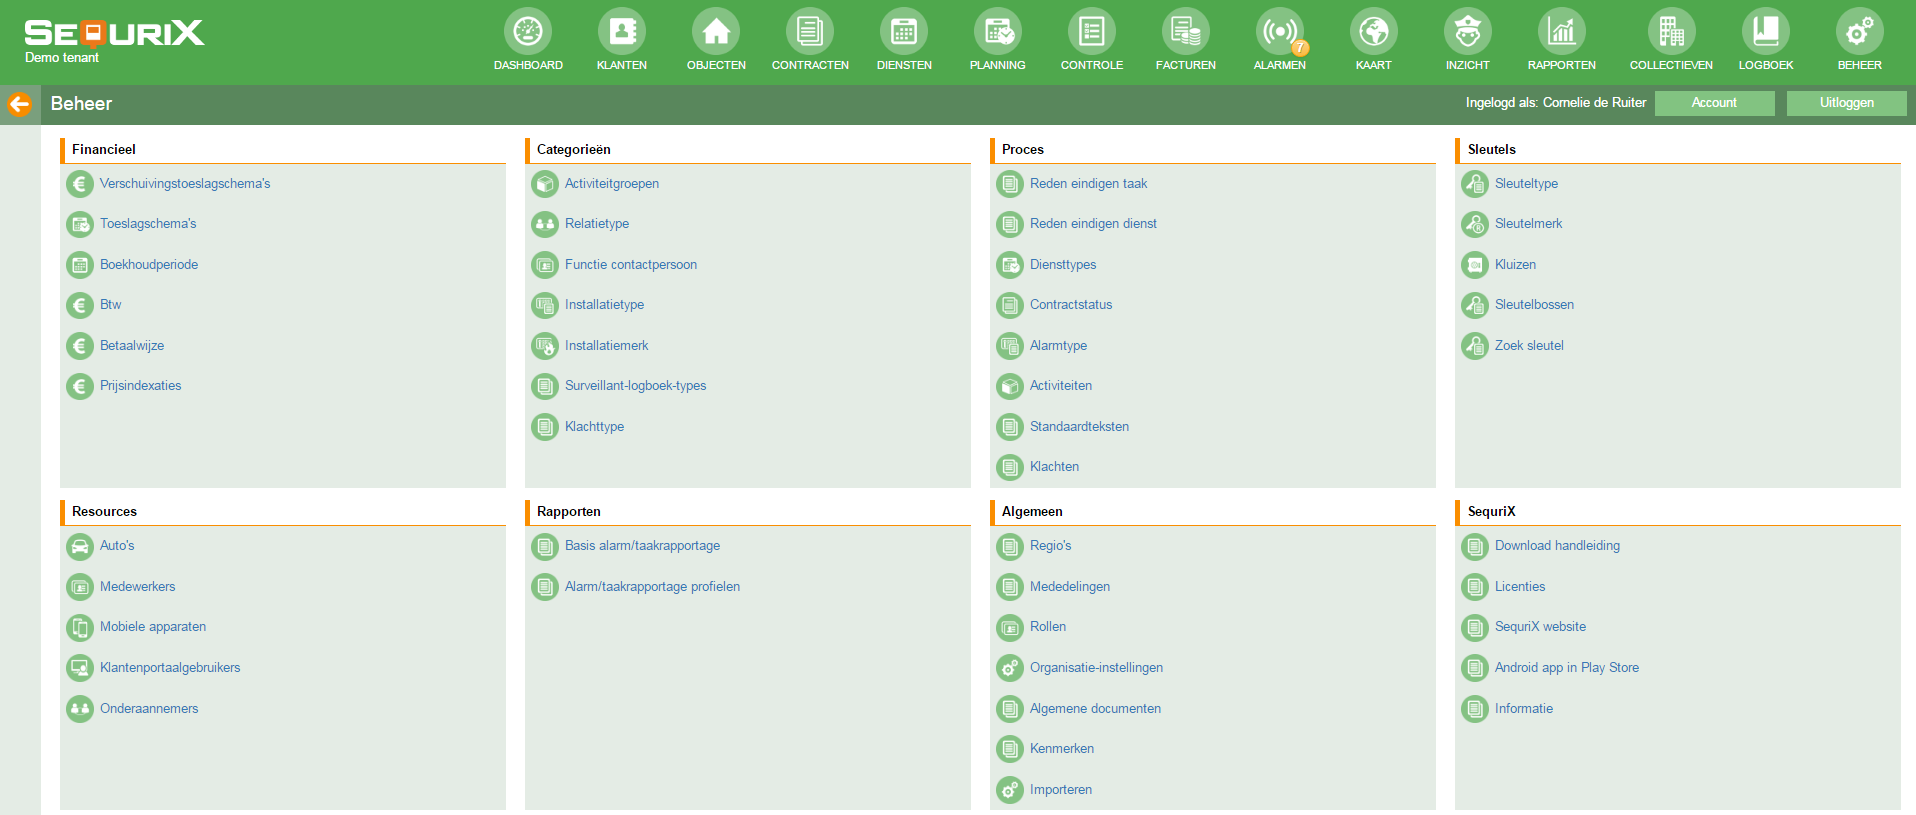 SEQURIX
Demo tenant
DASHBOARD
KLANTEN
OBJECTEN
CONTRACTEN
DIENSTEN
PLANNING
CONTROLE
FACTUREN
7
ALARMEN
KAART
INZICHT
RAPPORTEN
COLLECTIEVEN
LOGBOEK
BEHEER
Beheer
Ingelogd als: Cornelie de Ruiter
Account
Uitloggen
Financieel
Verschuivingstoeslagschema's
Toeslagschema's
Boekhoudperiode
Btw
Betaalwijze
Prijsindexaties
Categorieën
Activiteitgroepen
Relatietype
Functie contactpersoon
Installatietype
Installatiemerk
Surveillant-logboek-types
Klachttype
Proces
Reden eindigen taak
Reden eindigen dienst
Diensttypes
Contractstatus
Alarmtype
Activiteiten
Standaardteksten
Klachten
Sleutels
Sleuteltype
Sleutelmerk
Kluizen
Sleutelbossen
Zoek sleutel
Resources
Auto's
Medewerkers
Mobiele apparaten
Klantenportaalgebruikers
Onderaannemers
Rapporten
Basis alarm/taakrapportage
Alarm/taakrapportage profielen
Algemeen
Regio's
Mededelingen
Rollen
Organisatie-instellingen
Algemene documenten
Kenmerken
Importeren
SequriX
Download handleiding
Licenties
SequriX website
Android app in Play Store
Informatie